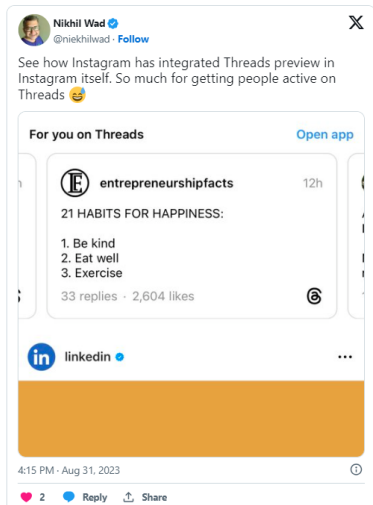 Nikhil Wad
@niekhilwad · Follow
See how Instagram has integrated Threads preview in
Instagram itself. So much for getting people active on
Threads 😅
For you on Threads
Open app
entrepreneurshipfacts
12h
21 HABITS FOR HAPPINESS:
1. Be kind
2. Eat well
3. Exercise
33 replies · 2,604 likes
in
linkedin
4:15 PM · Aug 31, 2023
2
Reply
Share